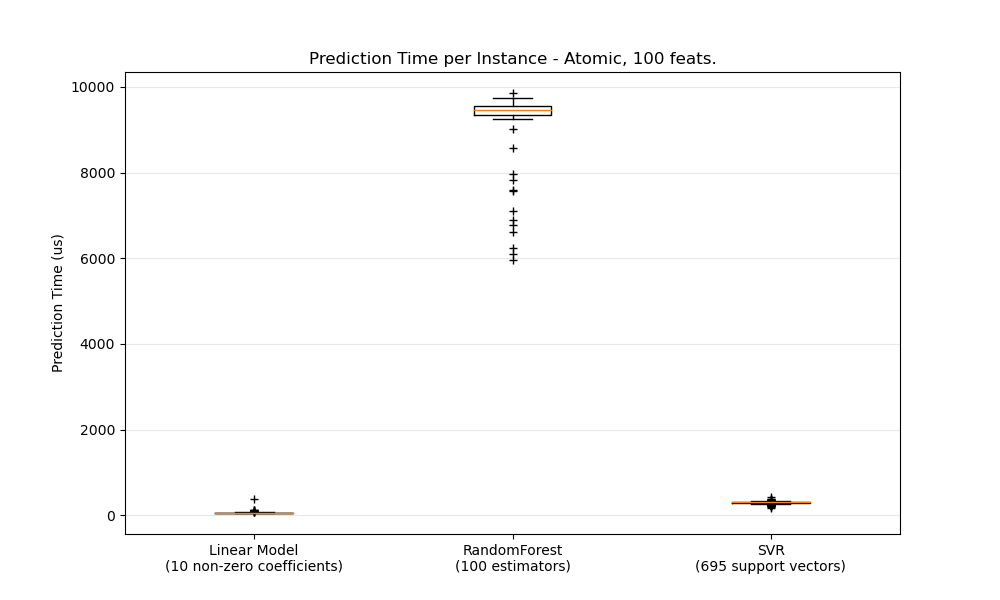 Prediction Time per Instance - Atomic, 100 feats.
Prediction Time (us)
10000
8000
6000
4000
2000
0
Linear Model
(10 non-zero coefficients)
RandomForest
(100 estimators)
SVR
(695 support vectors)